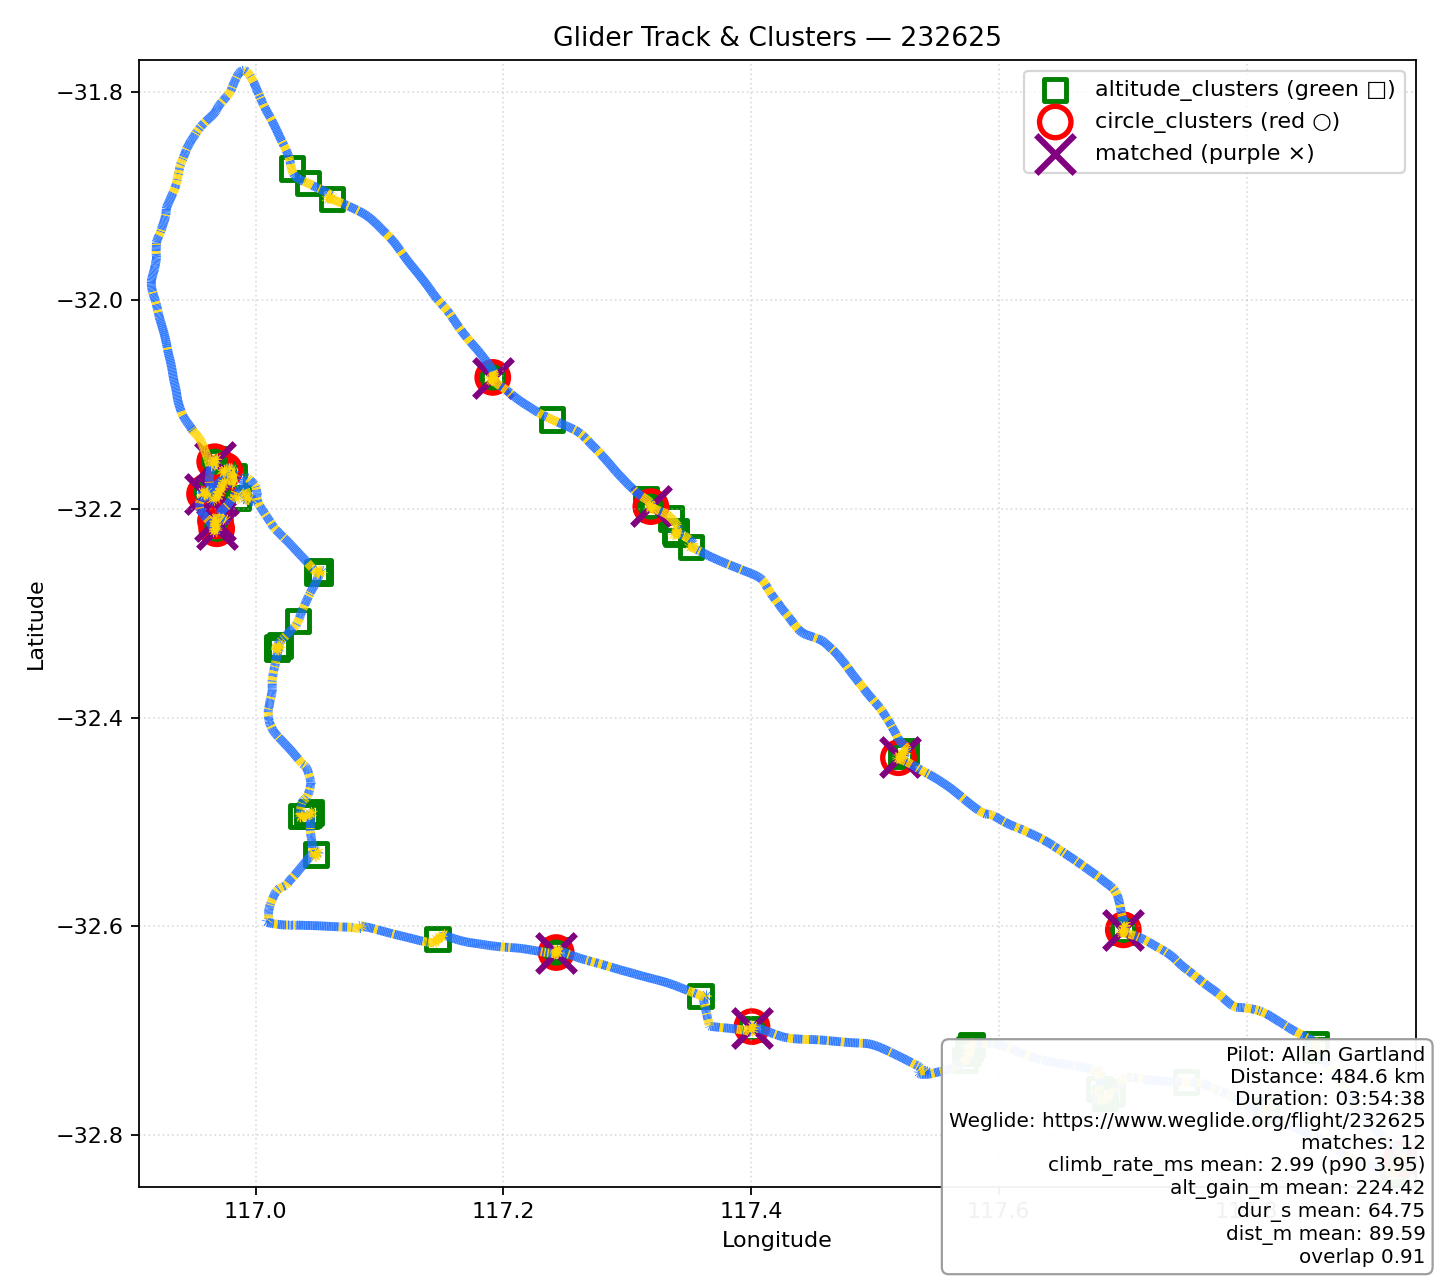 Glider Track & Clusters — 232625
altitude_clusters (green □)
circle_clusters (red ○)
matched (purple ×)
−31.8
−32.0
−32.2
−32.4
−32.6
−32.8
Latitude
117.0
117.2
117.4
117.6
Longitude
Pilot: Allan Gartland
Distance: 484.6 km
Duration: 03:54:38
Weglide: https://www.weglide.org/flight/232625
matches: 12
climb_rate_ms mean: 2.99 (p90 3.95)
alt_gain_m mean: 224.42
dur_s mean: 64.75
dist_m mean: 89.59
overlap 0.91